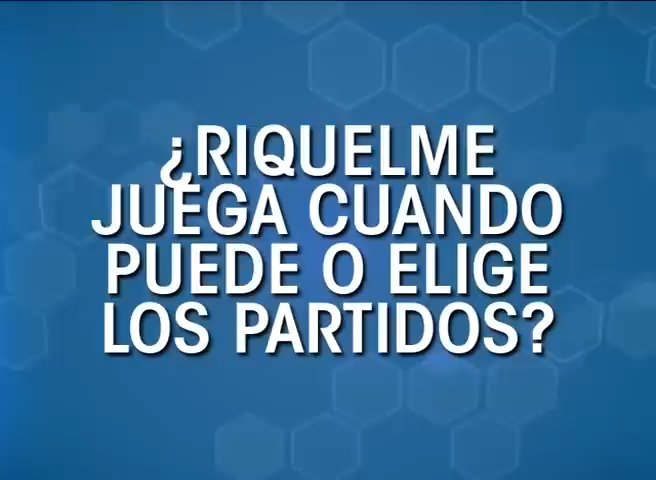 ¿RIQUELME
JUEGA CUANDO
PUEDE O ELIGE
LOS PARTIDOS?